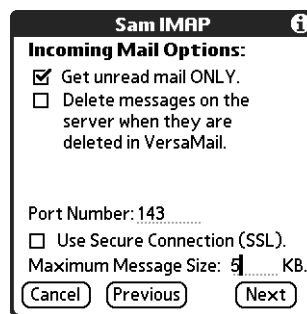 Sam IMAP
Incoming Mail Options:
Get unread mail ONLY.
Delete messages on the
server when they are
deleted in VersaMail.
Port Number: 143
Use Secure Connection (SSL).
Maximum Message Size: 5 KB.
Cancel Previous Next